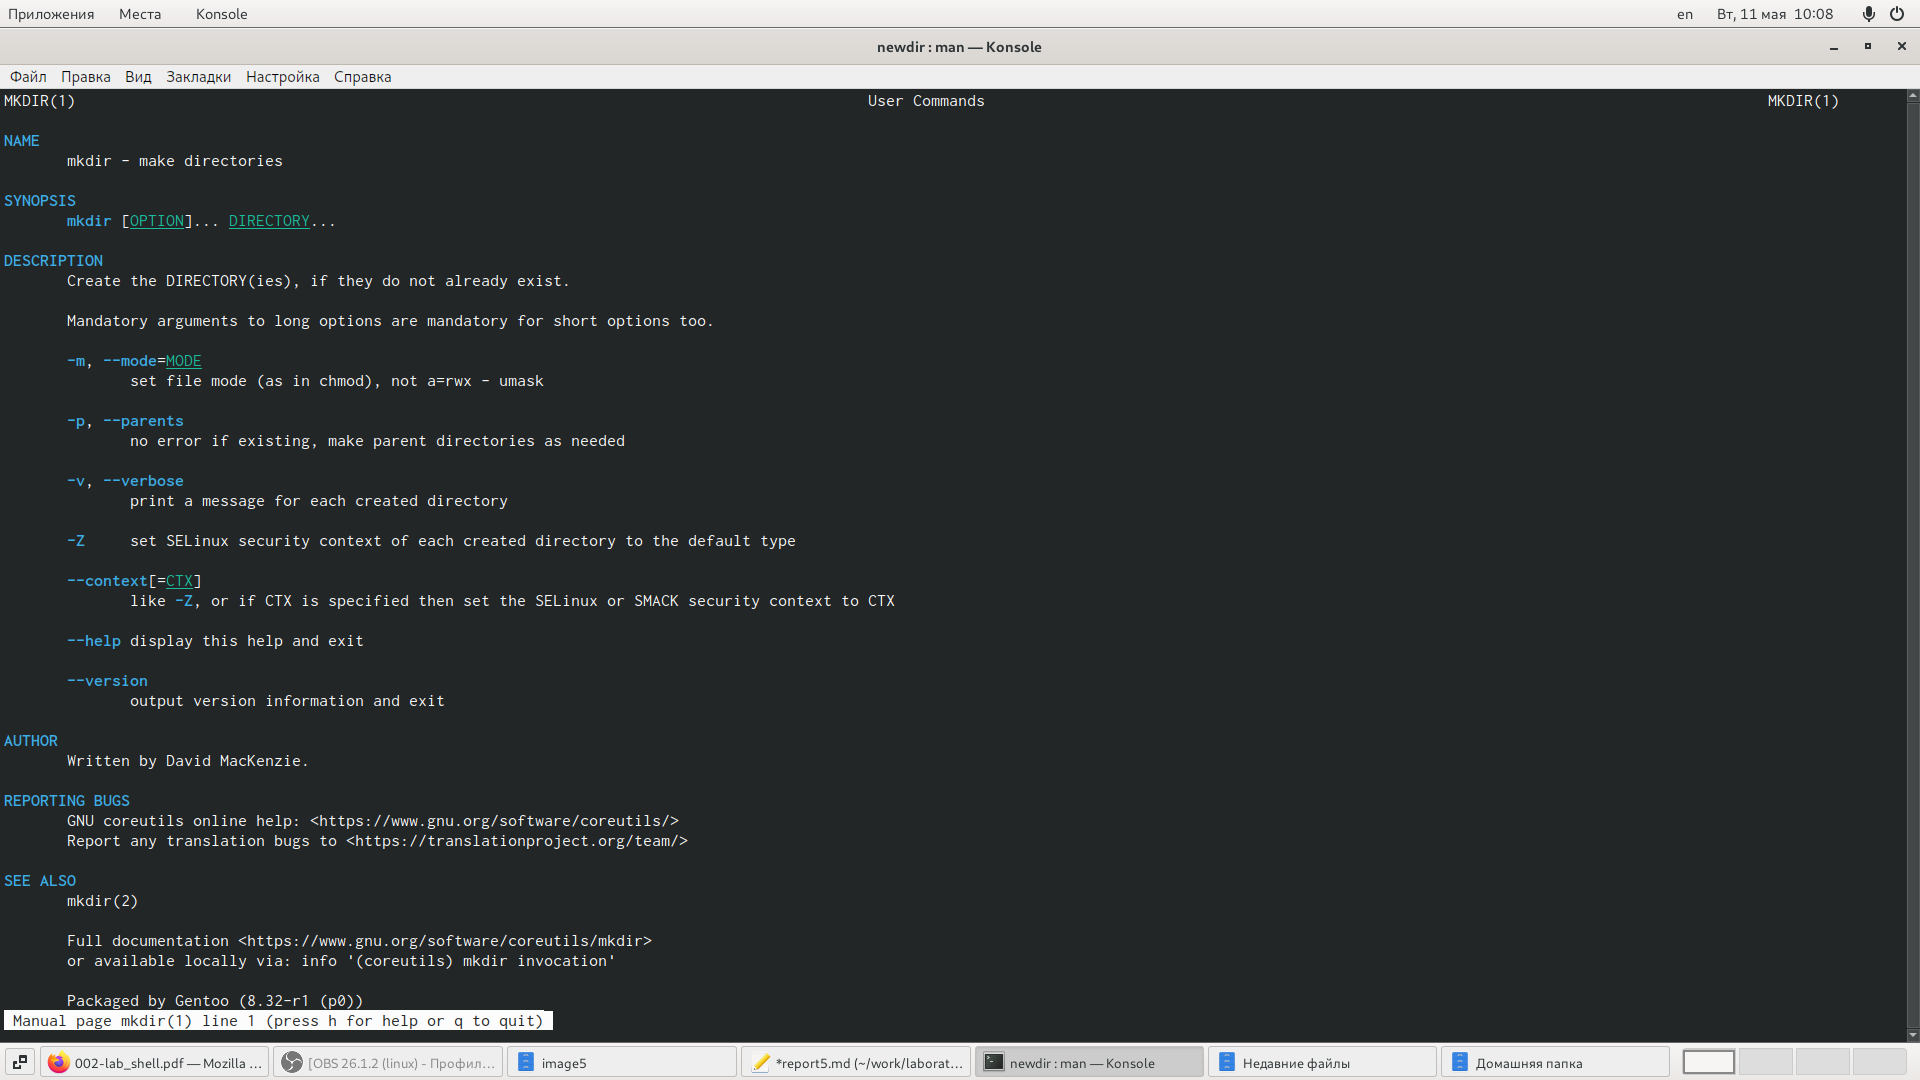 Приложения Места Konsole en Вт, 11 мая 10:08
newdir : man — Konsole
Файл Правка Вид Закладки Настройка Справка
MKDIR(1) User Commands MKDIR(1)
NAME
mkdir - make directories
SYNOPSIS
mkdir [OPTION]... DIRECTORY...
DESCRIPTION
Create the DIRECTORY(ies), if they do not already exist.
Mandatory arguments to long options are mandatory for short options too.
-m, --mode=MODE
set file mode (as in chmod), not a=rwx - umask
-p, --parents
no error if existing, make parent directories as needed
-v, --verbose
print a message for each created directory
-Z set SELinux security context of each created directory to the default type
--context[=CTX]
like -Z, or if CTX is specified then set the SELinux or SMACK security context to CTX
--help display this help and exit
--version
output version information and exit
AUTHOR
Written by David MacKenzie.
REPORTING BUGS
GNU coreutils online help: <https://www.gnu.org/software/coreutils/>
Report any translation bugs to <https://translationproject.org/team/>
SEE ALSO
mkdir(2)
Full documentation <https://www.gnu.org/software/coreutils/mkdir>
or available locally via: info '(coreutils) mkdir invocation'
Packaged by Gentoo (8.32-r1 (p0))
Manual page mkdir(1) line 1 (press h for help or q to quit)
002-lab_shell.pdf — Mozilla ... [OBS 26.1.2 (linux) - Профил... image5 *report5.md (~/work/laborat... newdir : man — Konsole Недавние файлы Домашняя папка